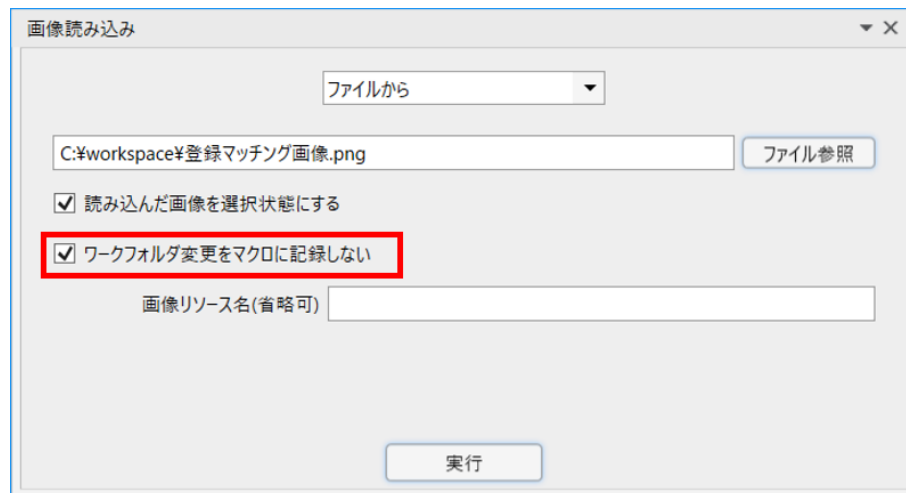 画像読み込み
ファイルから
C:¥workspace¥登録マッチング画像.png
ファイル参照
読み込んだ画像を選択状態にする
ワークフォルダ変更をマクロに記録しない
画像リソース名(省略可)
実行